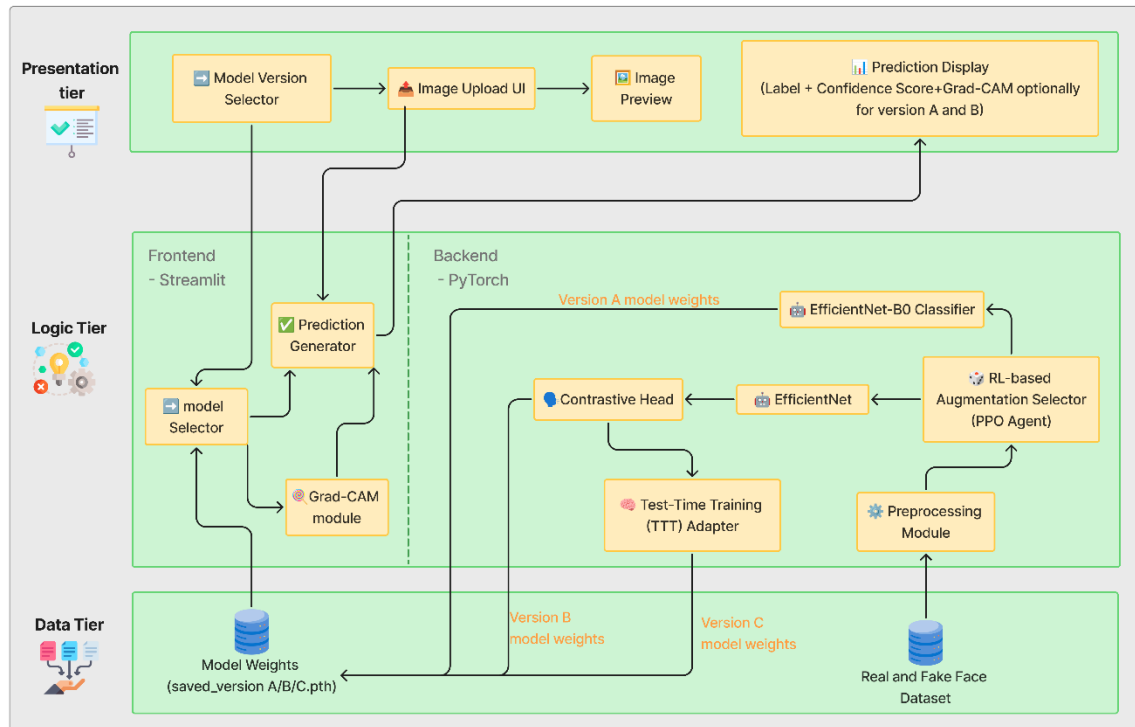 Presentation
tier
Model Version
Selector
Image Upload UI
Image
Preview
Prediction Display
(Label + Confidence Score+Grad-CAM optionally
for version A and B)
Logic Tier
Frontend
- Streamlit
Backend
- PyTorch
Version A model weights
EfficientNet-B0 Classifier
Prediction
Generator
model
Selector
Grad-CAM
module
Contrastive Head
EfficientNet
RL-based
Augmentation Selector
(PPO Agent)
Test-Time Training
(TTT) Adapter
Preprocessing
Module
Data Tier
Model Weights
(saved_version A/B/C.pth)
Version B
model weights
Version C
model weights
Real and Fake Face
Dataset